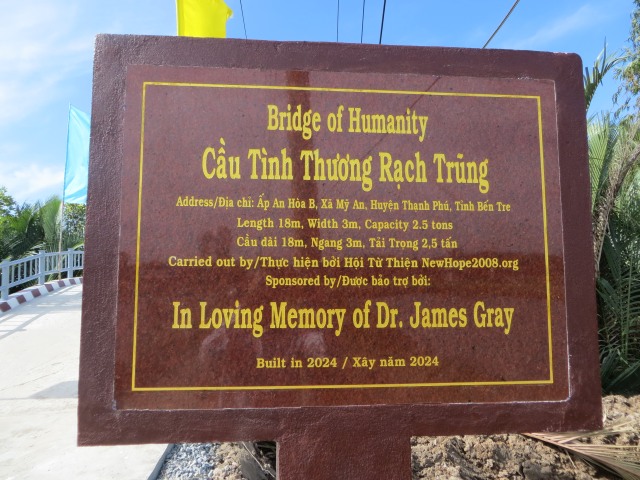 Bridge of Humanity
Cầu Tình Thương Rạch Trũng
Address/Địa chỉ: Ấp An Hòa B, Xã Mỹ An, Huyện Thạnh Phú, Tỉnh Bến Tre
Length 18m, Width 3m, Capacity 2.5 tons
Cầu dài 18m, Ngang 3m, Tải Trọng 2,5 tấn
Carried out by/Thực hiện bởi Hội Từ Thiện NewHope2008.org
Sponsored by/Được bảo trợ bởi:
In Loving Memory of Dr. James Gray
Built in 2024 / Xây năm 2024